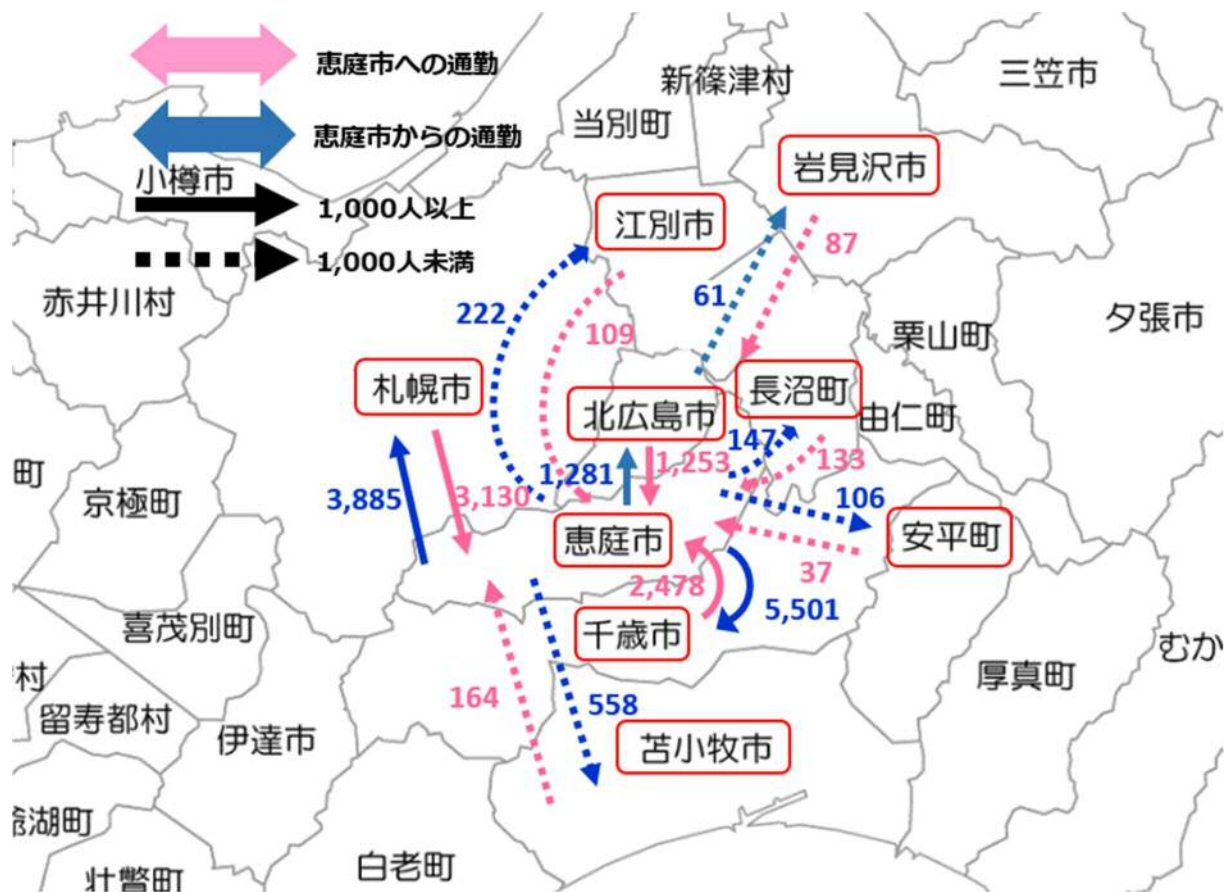 恵庭市への通勤
恵庭市からの通勤
1,000人以上
1,000人未満
小樽市
新篠津村
三笠市
当別町
岩見沢市
江別市
87
赤井川村
61
222
109
夕張市
栗山町
札幌市
長沼町
北広島市
由仁町
147
133
1,253
1,281
3,130
3,885
町
京極町
106
恵庭市
安平町
37
2,478
5,501
千歳市
喜茂別町
むか
厚真町
村
164
558
留寿都村
伊達市
苫小牧市
湖町
白老町
壮瞥町